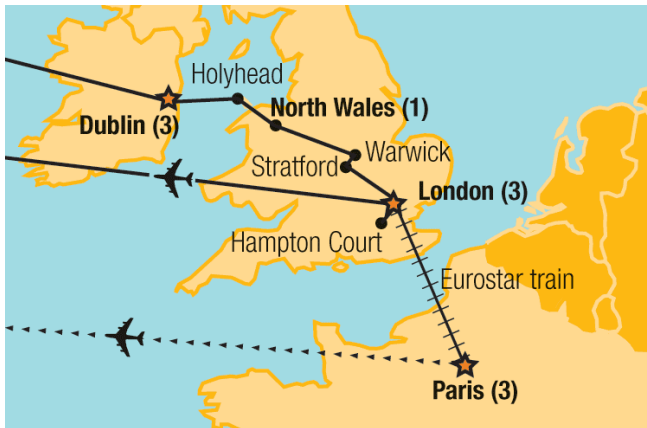 Holyhead
North Wales (1)
Dublin (3)
Warwick
Stratford
London (3)
Hampton Court
Eurostar train
Paris (3)